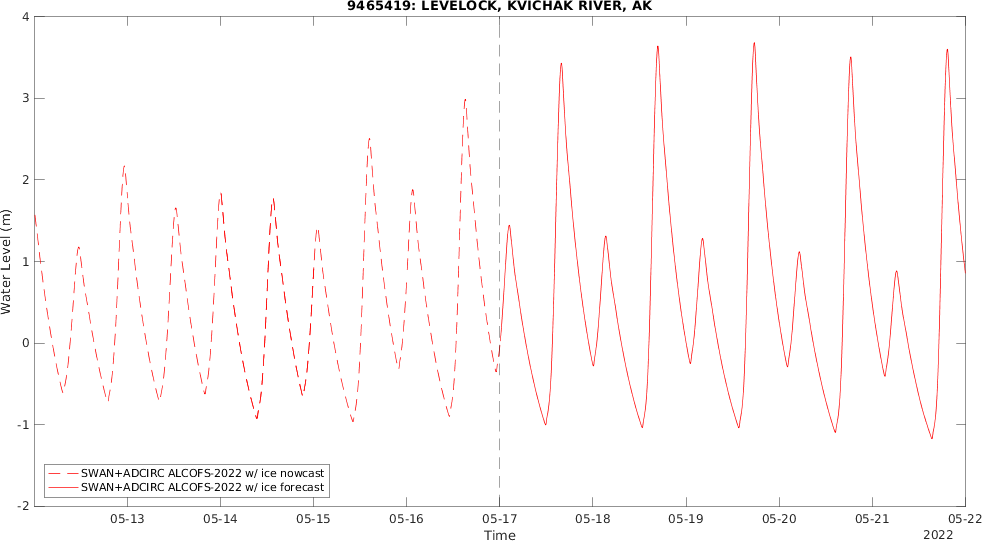 9465419: LEVELOCK, KVICHAK RIVER, AK
4
3
2
1
0
-1
-2
Water Level (m)
SWAN+ADCIRC ALCOFS-2022 w/ ice nowcast
SWAN+ADCIRC ALCOFS-2022 w/ ice forecast
05-13 05-14 05-15 05-16 05-17 05-18 05-19 05-20 05-21 05-22
Time
2022